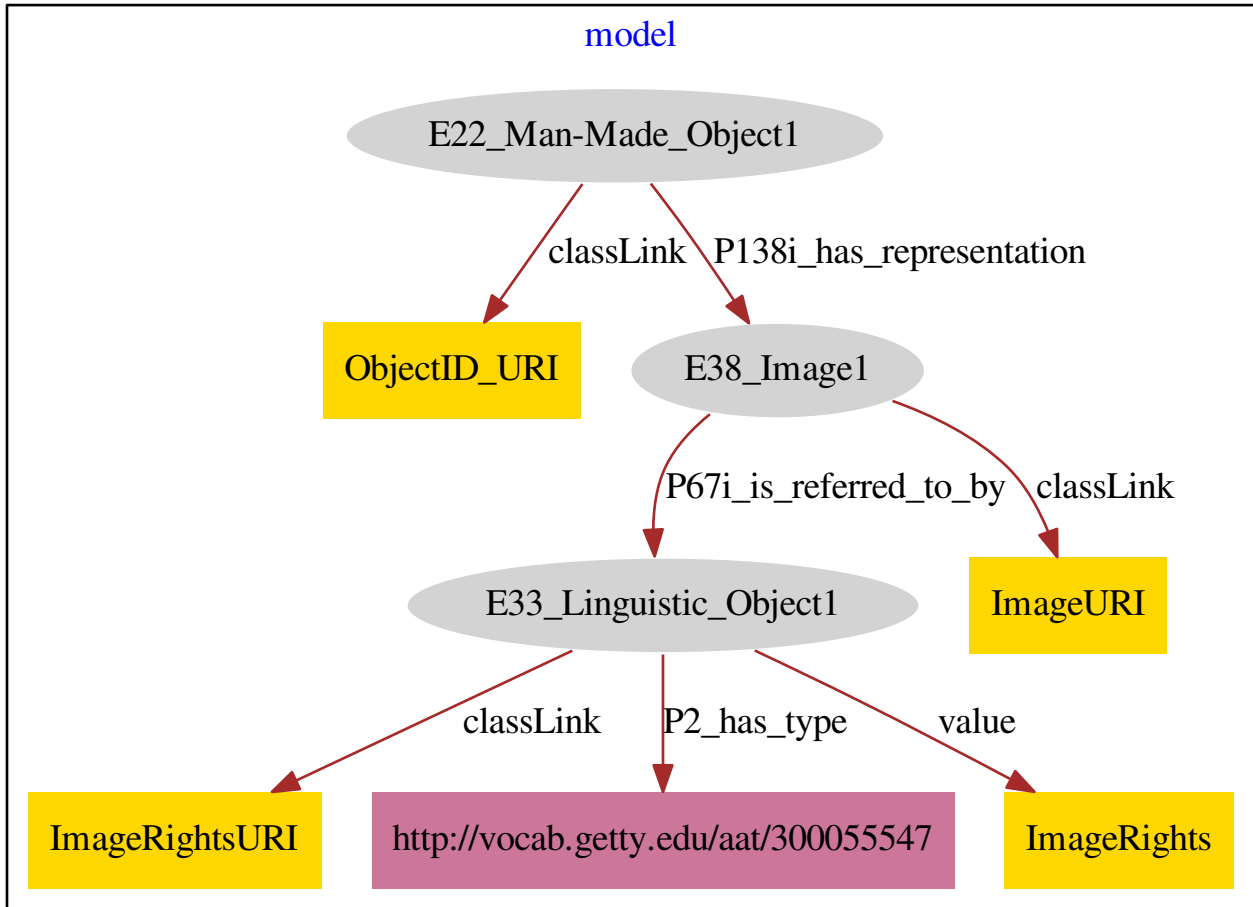 model
E22_Man-Made_Object1
classLink
P138i_has_representation
ObjectID_URI
E38_Image1
P67i_is_referred_to_by
classLink
E33_Linguistic_Object1
ImageURI
classLink
P2_has_type
value
ImageRightsURI
http://vocab.getty.edu/aat/300055547
ImageRights